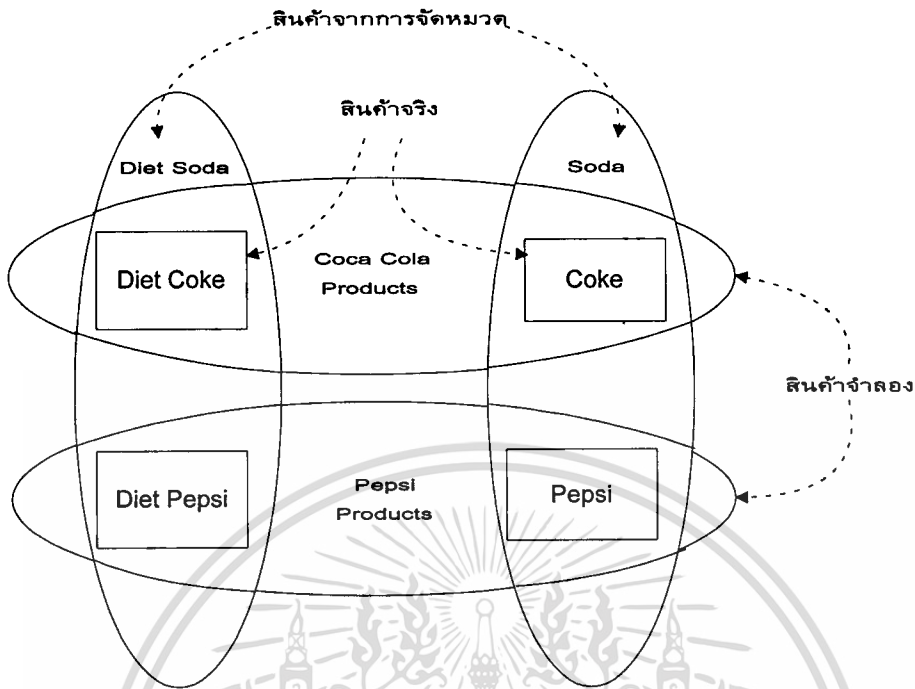 สินค้าจากการจัดหมวด
สินค้าจริง
Diet Soda
Soda
Diet Coke
Coca Cola
Products
Coke
สินค้าจำลอง
Diet Pepsi
Pepsi
Products
Pepsi